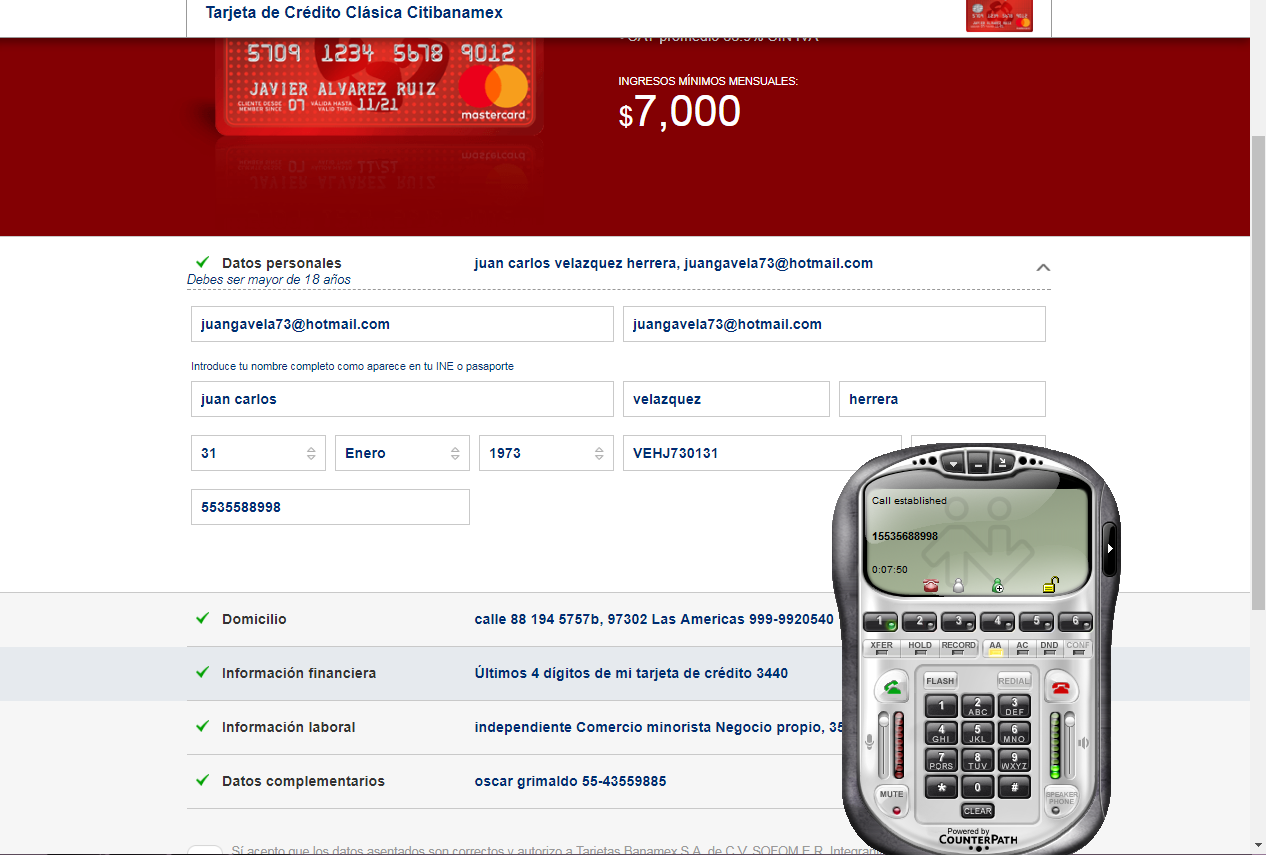 Tarjeta de Crédito Clásica Citibanamex
5709 1234 5678 9012
JAVIER ALVAREZ RUIZ
CLIENTE DESDE
MEMBER SINCE
07
VÁLIDA HASTA
VALID THRU
11/21
mastercard
INGRESOS MÍNIMOS MENSUALES:
$7,000
Datos personales
juan carlos velazquez herrera, juangavela73@hotmail.com
Debes ser mayor de 18 años
juangavela73@hotmail.com
juangavela73@hotmail.com
Introduce tu nombre completo como aparece en tu INE o pasaporte
juan carlos
velazquez
herrera
31
Enero
1973
VEHJ730131
5535588998
Call established
15535688998
0:07:50
1 2 3 4 5 6
XFER HOLD RECORD AA AC DND CONF
FLASH
REDIAL
1
2 ABC
3 DEF
4 GHI
5 JKL
6 MNO
7 PQRS
8 TUV
9 WXYZ
* 0 #
MUTE
SPEAKER PHONE
CLEAR
Powered by
COUNTERPATH
Domicilio
calle 88 194 5757b, 97302 Las Americas 999-9920540
Información financiera
Últimos 4 dígitos de mi tarjeta de crédito 3440
Información laboral
independiente Comercio minorista Negocio propio, 35
Datos complementarios
oscar grimaldo 55-43559885
Sí acepto que los datos asentados son correctos y autorizo a Tarjetas Banamex S.A. de C.V. SOFOM E.R. Integran